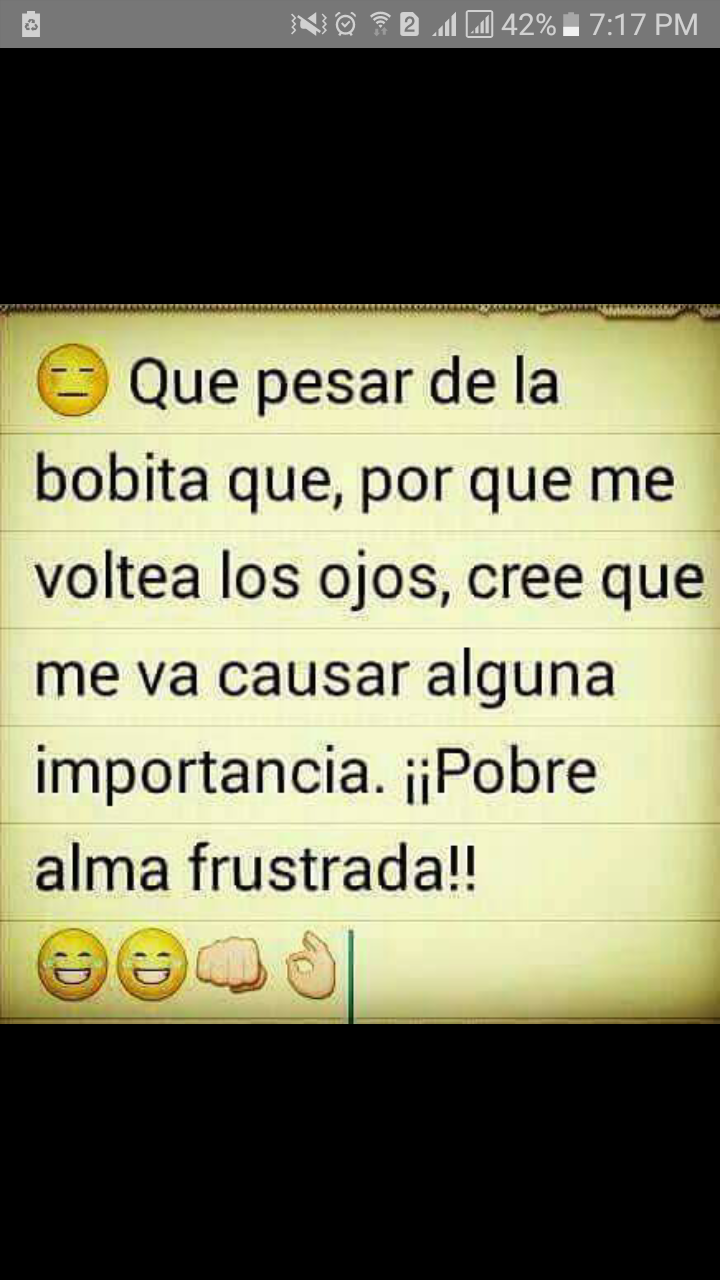 2 42% 7:17 PM
😑 Que pesar de la
bobita que, por que me
voltea los ojos, cree que
me va causar alguna
importancia. ¡¡Pobre
alma frustrada!!
😂😂👊👌